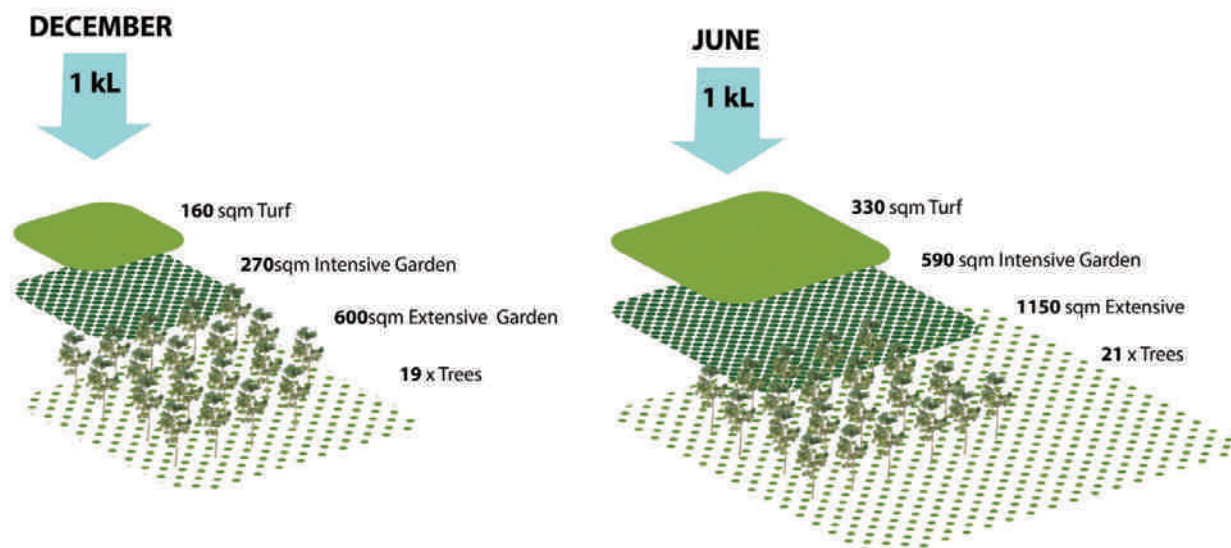 DECEMBER
1 kL
160 sqm Turf
270sqm Intensive Garden
600sqm Extensive Garden
19 x Trees
JUNE
1 kL
330 sqm Turf
590 sqm Intensive Garden
1150 sqm Extensive
21 x Trees